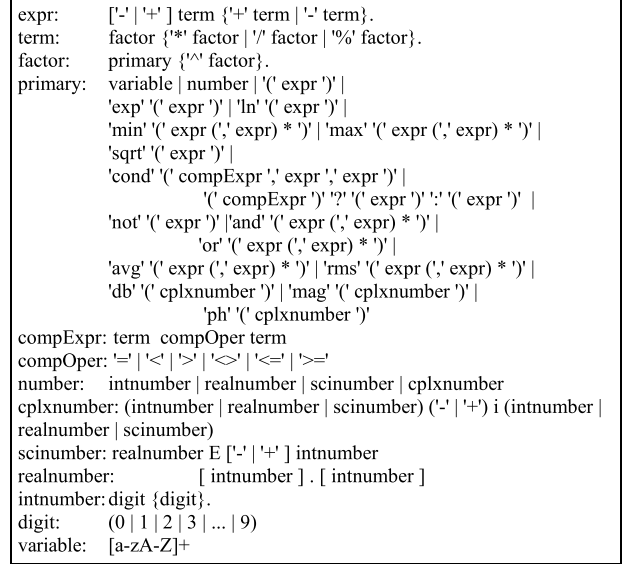 expr: ['-' | '+' ] term {'+' term | '-' term}.
term: factor {'*' factor | '/' factor | '%' factor}.
factor: primary {'^' factor}.
primary: variable | number | '(' expr ')' |
'exp' '(' expr ')' | 'ln' '(' expr ')' |
'min' '(' expr (',' expr) * ')' | 'max' '(' expr (',' expr) * ')' |
'sqrt' '(' expr ')' |
'cond' '(' compExpr ',' expr ',' expr ')' |
'(' compExpr ')' '?' '(' expr ')' ':' '(' expr ')' |
'not' '(' expr ')' |'and' '(' expr (',' expr) * ')' |
'or' '(' expr (',' expr) * ')' |
'avg' '(' expr (',' expr) * ')' | 'rms' '(' expr (',' expr) * ')' |
'db' '(' cplxnumber ')' | 'mag' '(' cplxnumber ')' |
'ph' '(' cplxnumber ')'
compExpr: term compOper term
compOper: '=' | '<' | '>' | '<>' | '<=' | '>='
number: intnumber | realnumber | scinumber | cplxnumber
cplxnumber: (intnumber | realnumber | scinumber) ('-' | '+') i (intnumber |
realnumber | scinumber)
scinumber: realnumber E ['-' | '+' ] intnumber
realnumber: [ intnumber ] . [ intnumber ]
intnumber: digit {digit}.
digit: (0 | 1 | 2 | 3 | ... | 9)
variable: [a-zA-Z]+